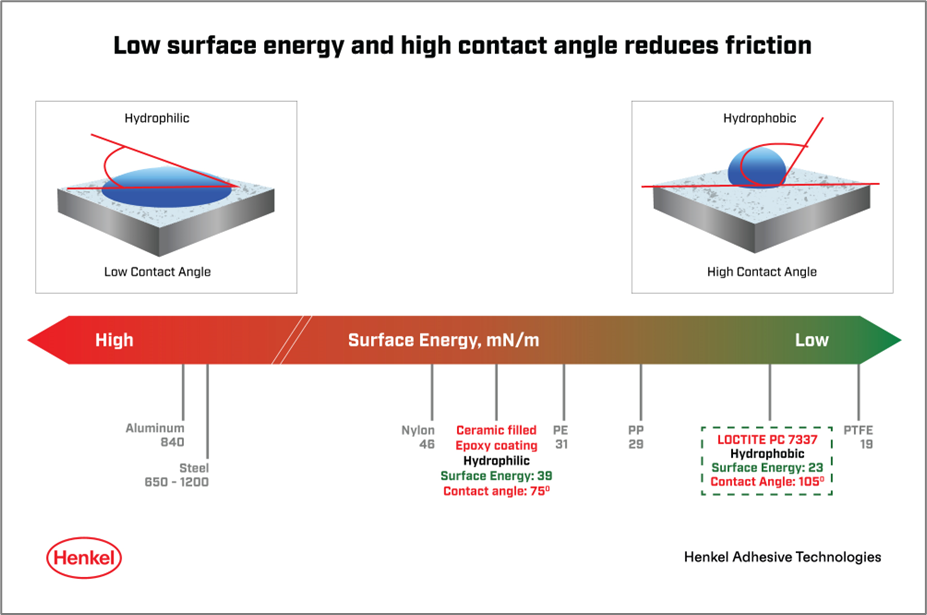 Low surface energy and high contact angle reduces friction
Hydrophilic
Low Contact Angle
Hydrophobic
High Contact Angle
High
Surface Energy, mN/m
Low
Aluminum
840
Steel
650 - 1200
Nylon
46
Ceramic filled
Epoxy coating
Hydrophilic
Surface Energy: 39
Contact angle: 75⁰
PE
31
PP
29
LOCTITE PC 7337
Hydrophobic
Surface Energy: 23
Contact Angle: 105⁰
PTFE
19
Henkel
Henkel Adhesive Technologies